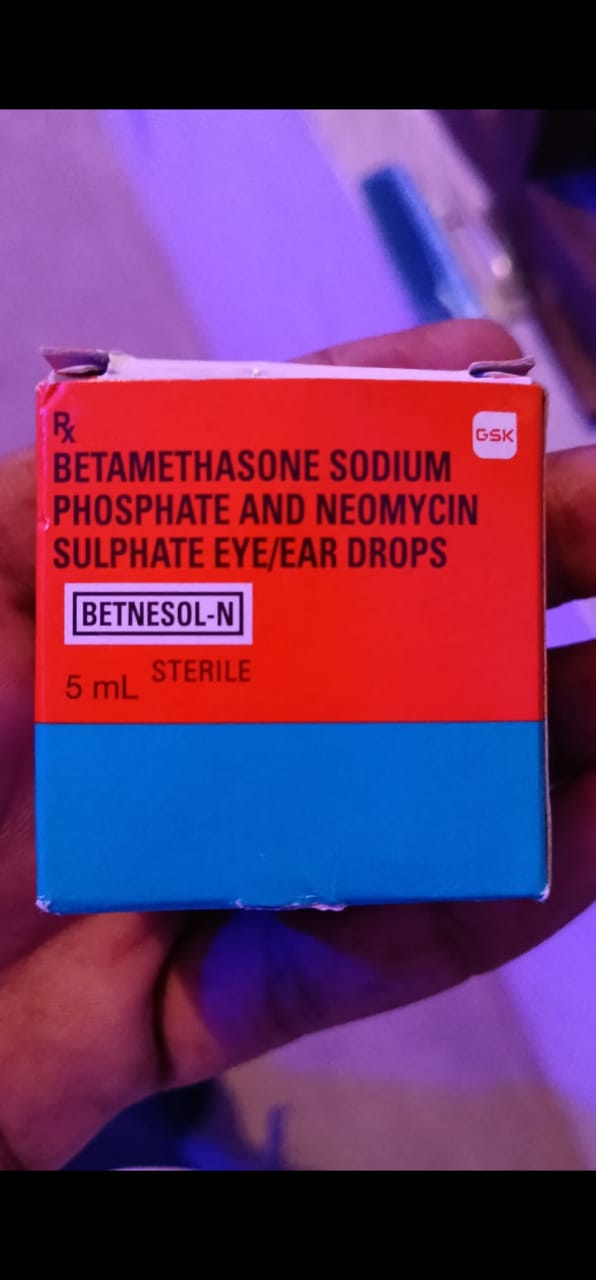 Rx
GSK
BETAMETHASONE SODIUM
PHOSPHATE AND NEOMYCIN
SULPHATE EYE/EAR DROPS
BETNESOL-N
5 mL STERILE